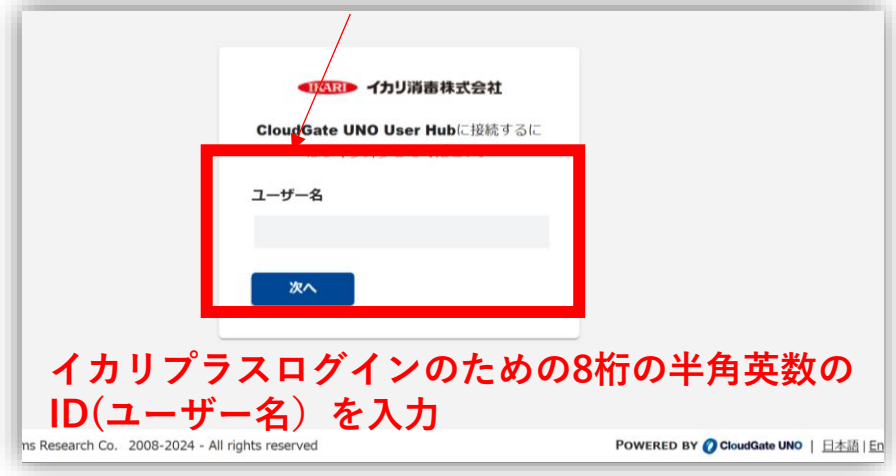 IKARI イカリ消毒株式会社
CloudGate UNO User Hubに接続するに
ユーザー名
次へ
イカリプラスログインのための8桁の半角英数の
ID(ユーザー名）を入力
ms Research Co. 2008-2024 - All rights reserved POWERED BY CloudGate UNO | 日本語 | En